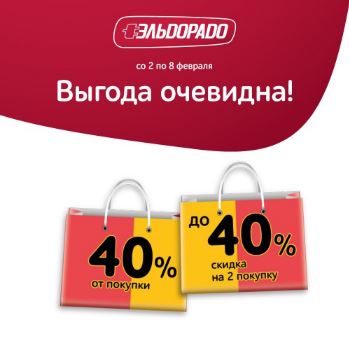 ЭЛЬДОРАДО
со 2 по 8 февраля
Выгода очевидна!
40%
от покупки
до 40%
скидка
на 2 покупку